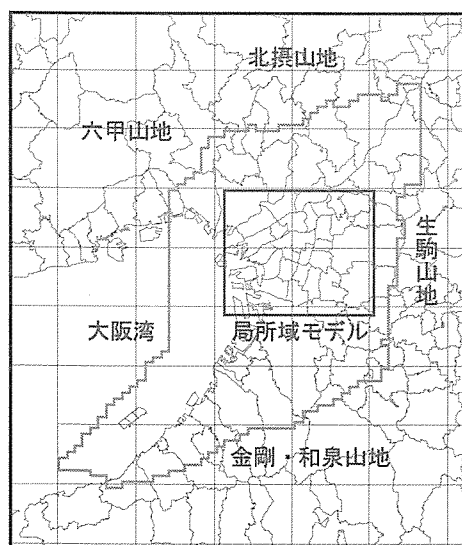 北摂山地
六甲山地
生駒山地
大阪湾
局所域モデル
金剛・和泉山地